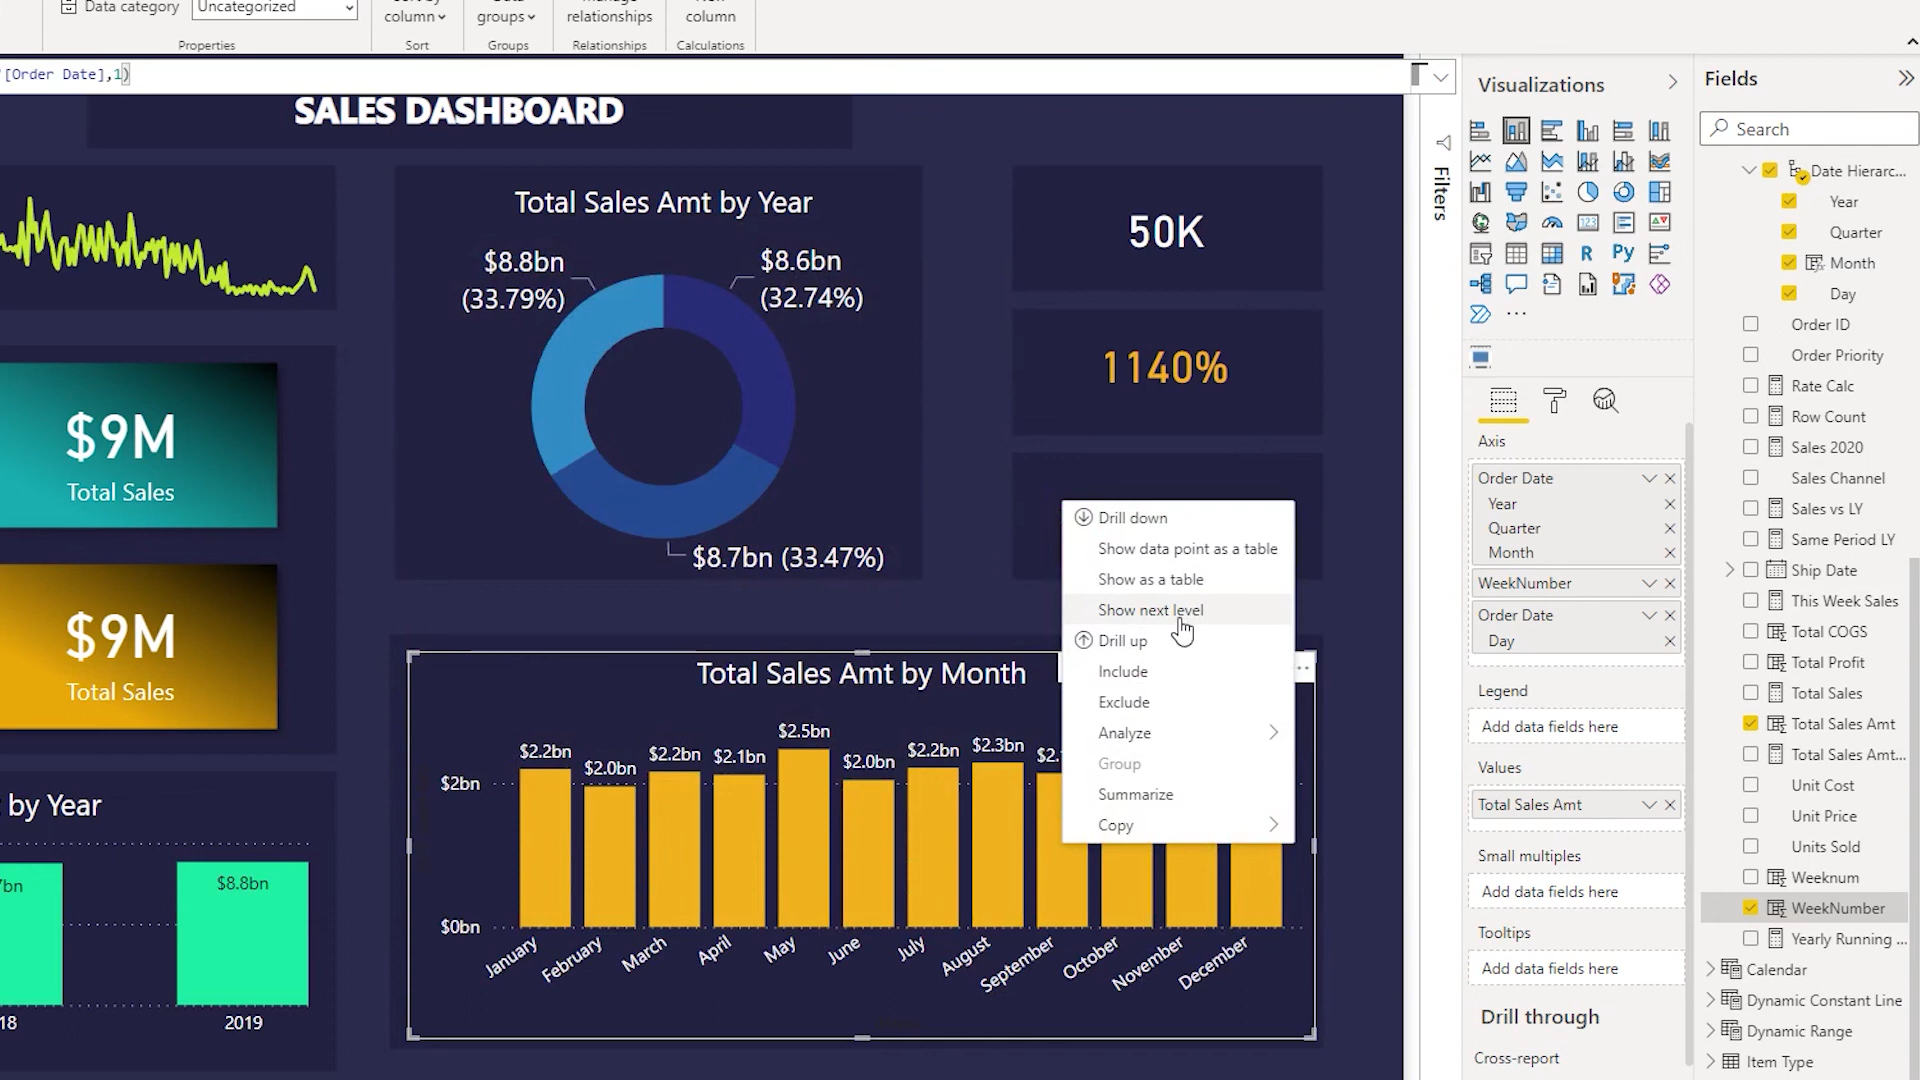 Data category
Uncategorized
column
groups
relationships
New
column
Properties
Sort
Groups
Relationships
Calculations
[Order Date],1)
SALES DASHBOARD
Total Sales Amt by Year
$8.8bn
(33.79%)
$8.6bn
(32.74%)
$8.7bn (33.47%)
50K
1140%
$9M
Total Sales
$9M
Total Sales
by Year
bn
$8.8bn
18
2019
Total Sales Amt by Month
$2bn
$0bn
$2.2bn
$2.0bn
$2.2bn
$2.1bn
$2.5bn
$2.0bn
$2.2bn
$2.3bn
$2.
January
February
March
April
May
June
July
August
September
October
November
December
Drill down
Show data point as a table
Show as a table
Show next level
Drill up
Include
Exclude
Analyze
Group
Summarize
Copy
Filters
Visualizations
123
R
Py
Axis
Order Date
Year
Quarter
Month
WeekNumber
Order Date
Day
Legend
Add data fields here
Values
Total Sales Amt
Small multiples
Add data fields here
Tooltips
Add data fields here
Drill through
Cross-report
Fields
Search
Date Hierarc...
Year
Quarter
Month
Day
Order ID
Order Priority
Rate Calc
Row Count
Sales 2020
Sales Channel
Sales vs LY
Same Period LY
Ship Date
This Week Sales
Total COGS
Total Profit
Total Sales
Total Sales Amt
Total Sales Amt...
Unit Cost
Unit Price
Units Sold
Weeknum
WeekNumber
Yearly Running ...
Calendar
Dynamic Constant Line
Dynamic Range
Item Type